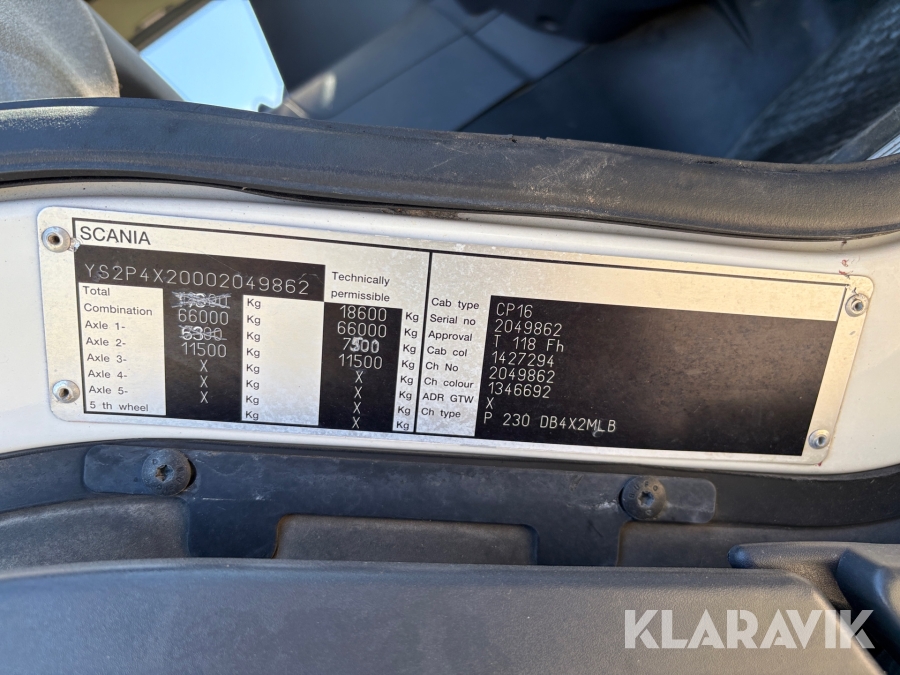 SCANIA
YS2P4X20002049862
Technically
permissible
Total Kg 18600 Kg
Combination 66000 Kg 66000 Kg
Axle 1- Kg Kg
Axle 2- 11500 Kg 11500 Kg
Axle 3- X Kg X Kg
Axle 4- X Kg X Kg
Axle 5- X Kg X Kg
5 th wheel Kg X Kg
Cab type CP16
Serial no 2049862
Approval T 118 Fh
Cab col 1427294
Ch No 2049862
Ch colour 1346692
ADR GTW X
Ch type P 230 DB4X2MLB
KLARAVIK